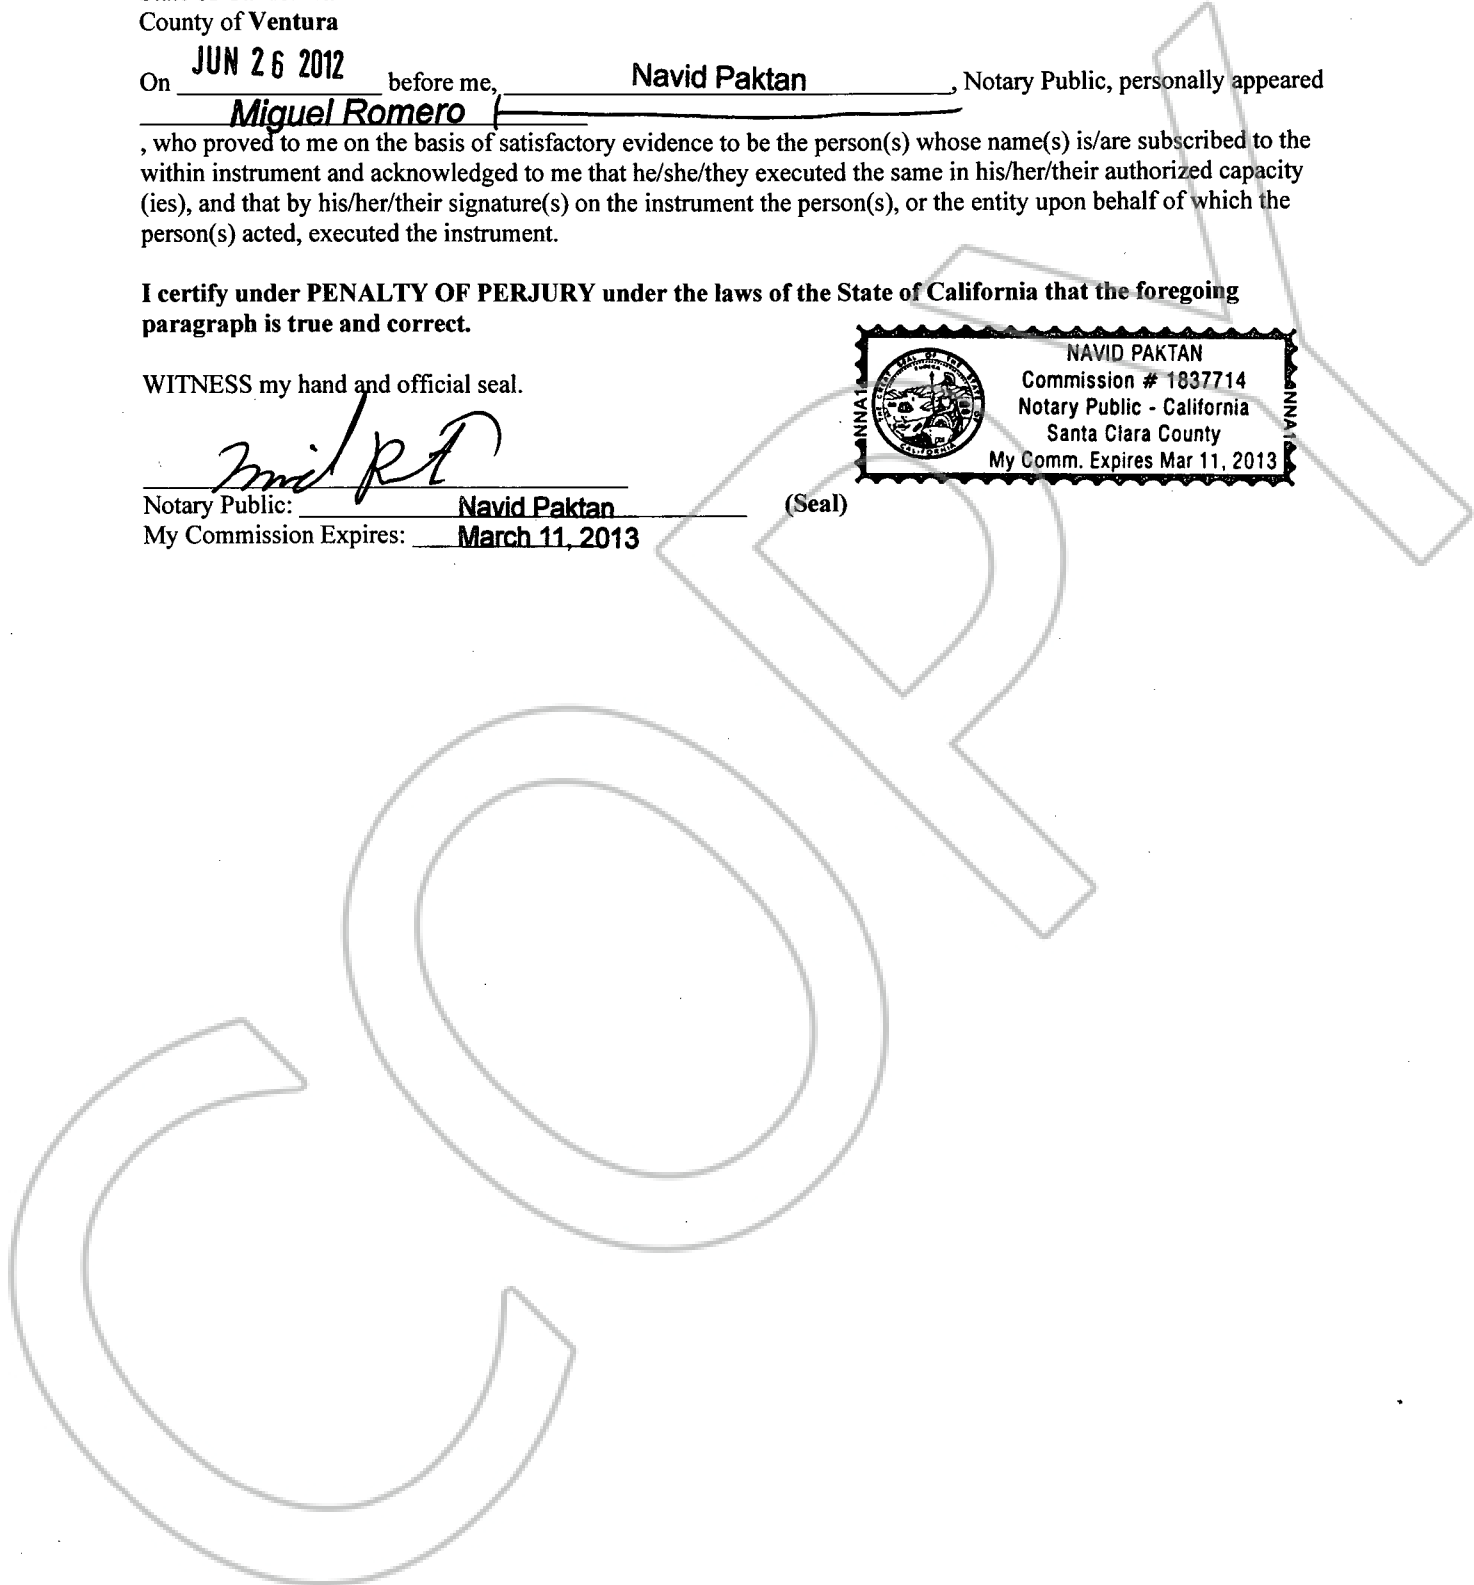 County of Ventura
On JUN 26 2012 before me, Navid Paktan, Notary Public, personally appeared
Miguel Romero
, who proved to me on the basis of satisfactory evidence to be the person(s) whose name(s) is/are subscribed to the
within instrument and acknowledged to me that he/she/they executed the same in his/her/their authorized capacity
(ies), and that by his/her/their signature(s) on the instrument the person(s), or the entity upon behalf of which the
person(s) acted, executed the instrument.
I certify under PENALTY OF PERJURY under the laws of the State of California that the foregoing
paragraph is true and correct.
WITNESS my hand and official seal.
NAVID PAKTAN
Commission # 1837714
Notary Public - California
Santa Clara County
My Comm. Expires Mar 11, 2013
NNA1
NNA1
Notary Public: Navid Paktan (Seal)
My Commission Expires: March 11, 2013
COPY